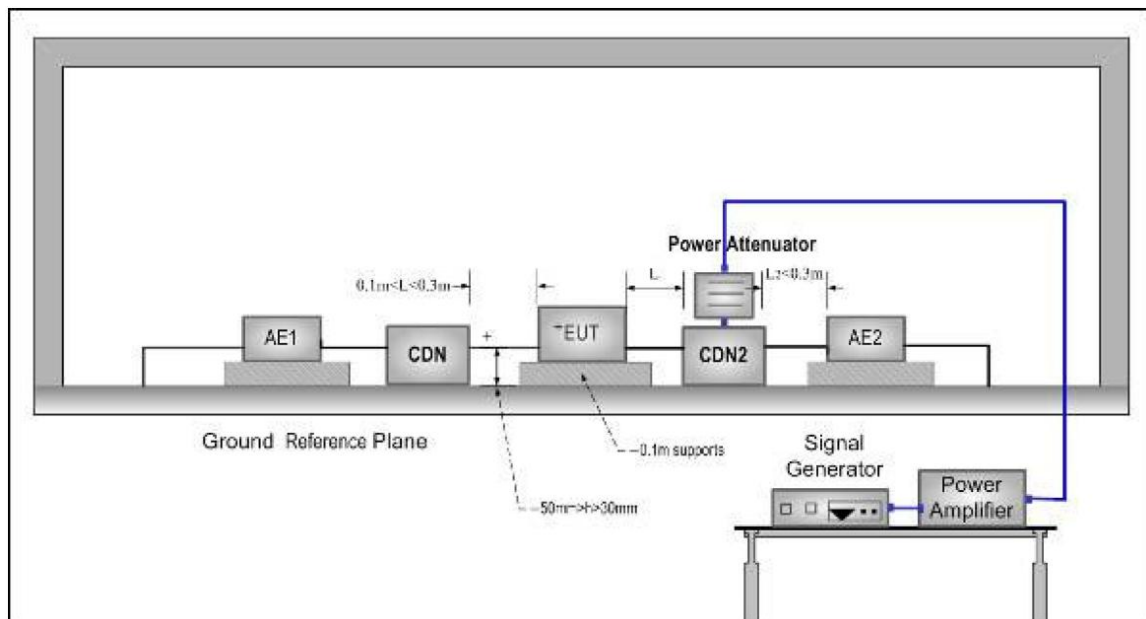 Power Attenuator
0.1m<L<0.3m
L
L2<0.3m
AE1
CDN
EUT
CDN2
AE2
Ground Reference Plane
0.1m supports
Signal
Generator
Power
Amplifier